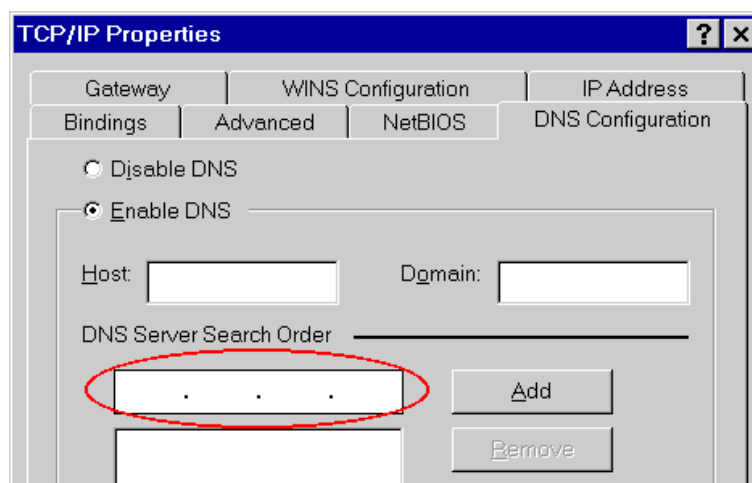 TCP/IP Properties
Gateway WINS Configuration IP Address
Bindings Advanced NetBIOS DNS Configuration
Disable DNS
Enable DNS
Host: Domain:
DNS Server Search Order
. . . Add
Remove